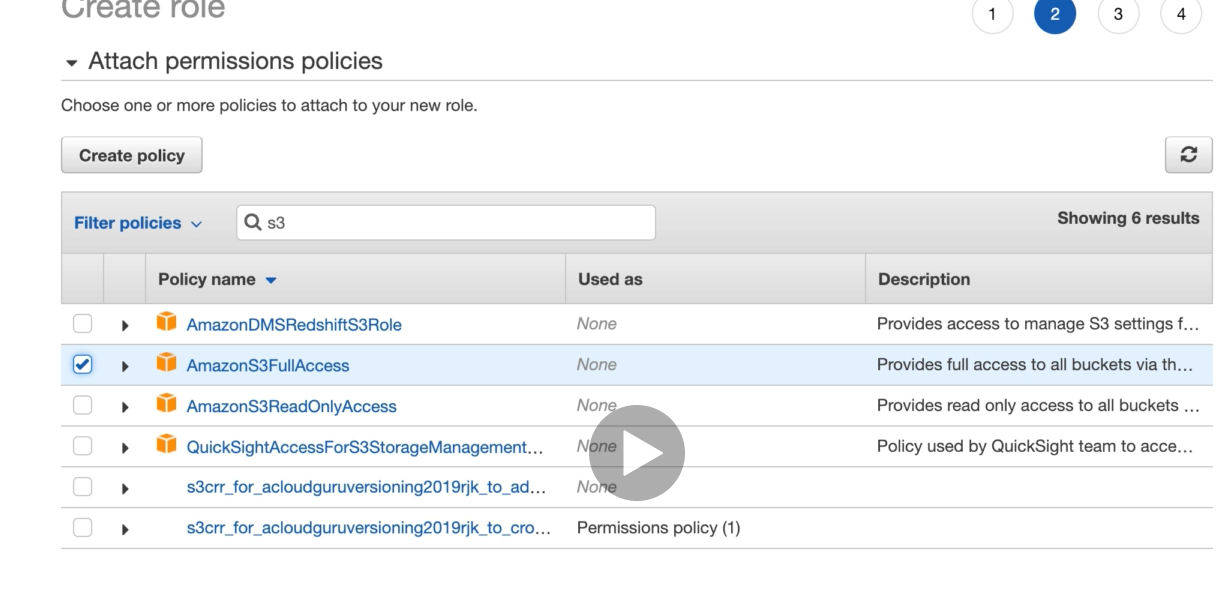 Create role
1 2 3 4
Attach permissions policies
Choose one or more policies to attach to your new role.
Create policy
Filter policies s3 Showing 6 results
Policy name Used as Description
AmazonDMSRedshiftS3Role None Provides access to manage S3 settings f...
AmazonS3FullAccess None Provides full access to all buckets via th...
AmazonS3ReadOnlyAccess None Provides read only access to all buckets ...
QuickSightAccessForS3StorageManagement... None Policy used by QuickSight team to acce...
s3crr_for_acloudguruversioning2019rjk_to_ad... None
s3crr_for_acloudguruversioning2019rjk_to_cro... Permissions policy (1)